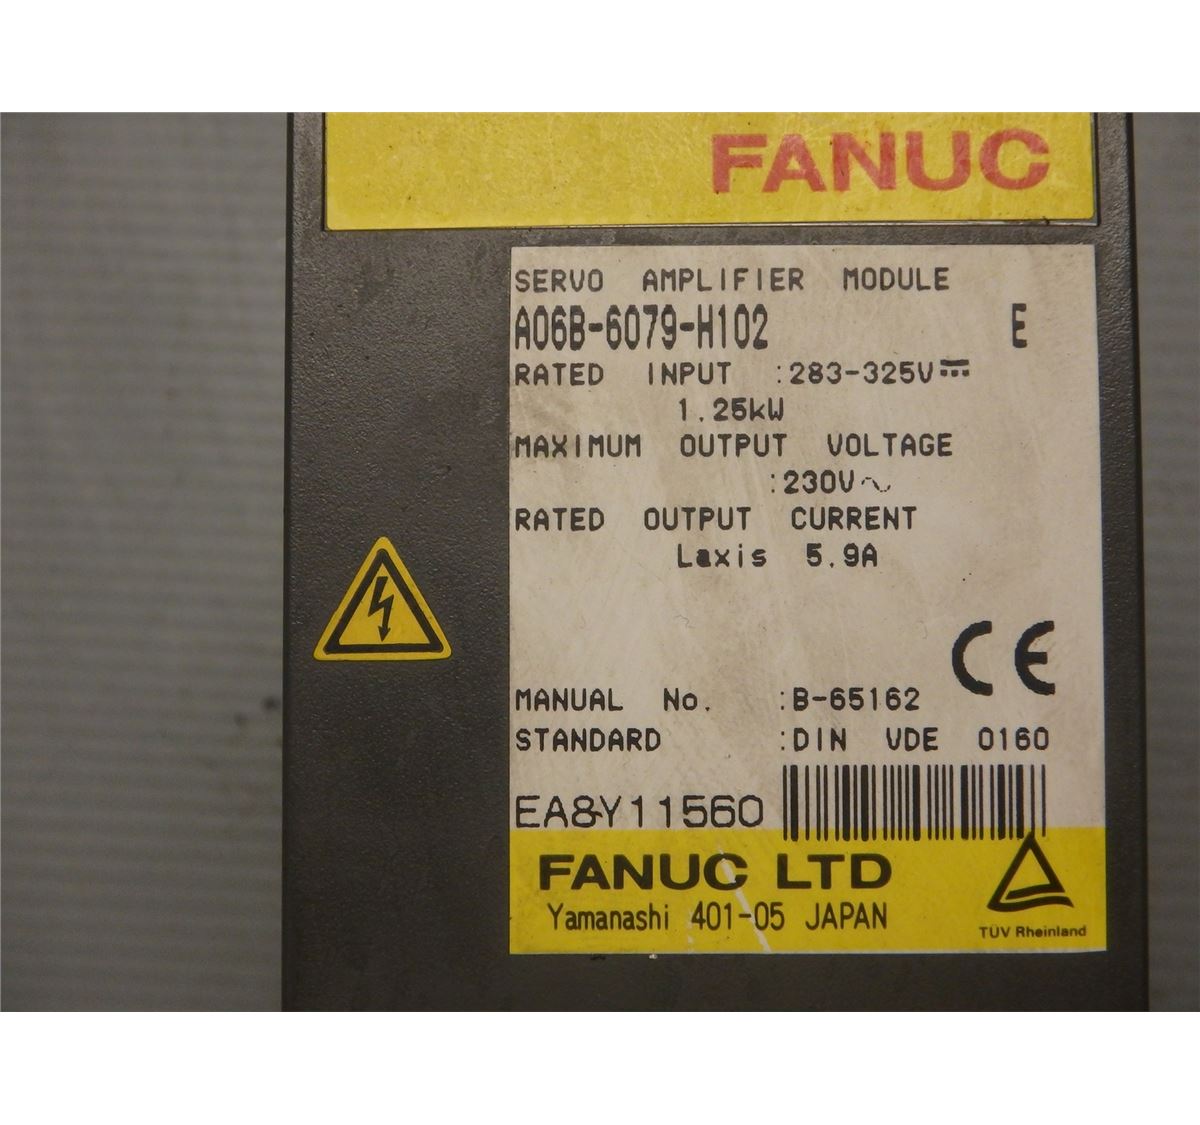 FANUC
SERVO AMPLIFIER MODULE
A06B-6079-H102 E
RATED INPUT :283-325V⎓
1.25kW
MAXIMUM OUTPUT VOLTAGE
:230V∼
RATED OUTPUT CURRENT
Laxis 5.9A
CE
MANUAL No. :B-65162
STANDARD :DIN VDE 0160
EA8Y11560
FANUC LTD
Yamanashi 401-05 JAPAN
TÜV Rheinland